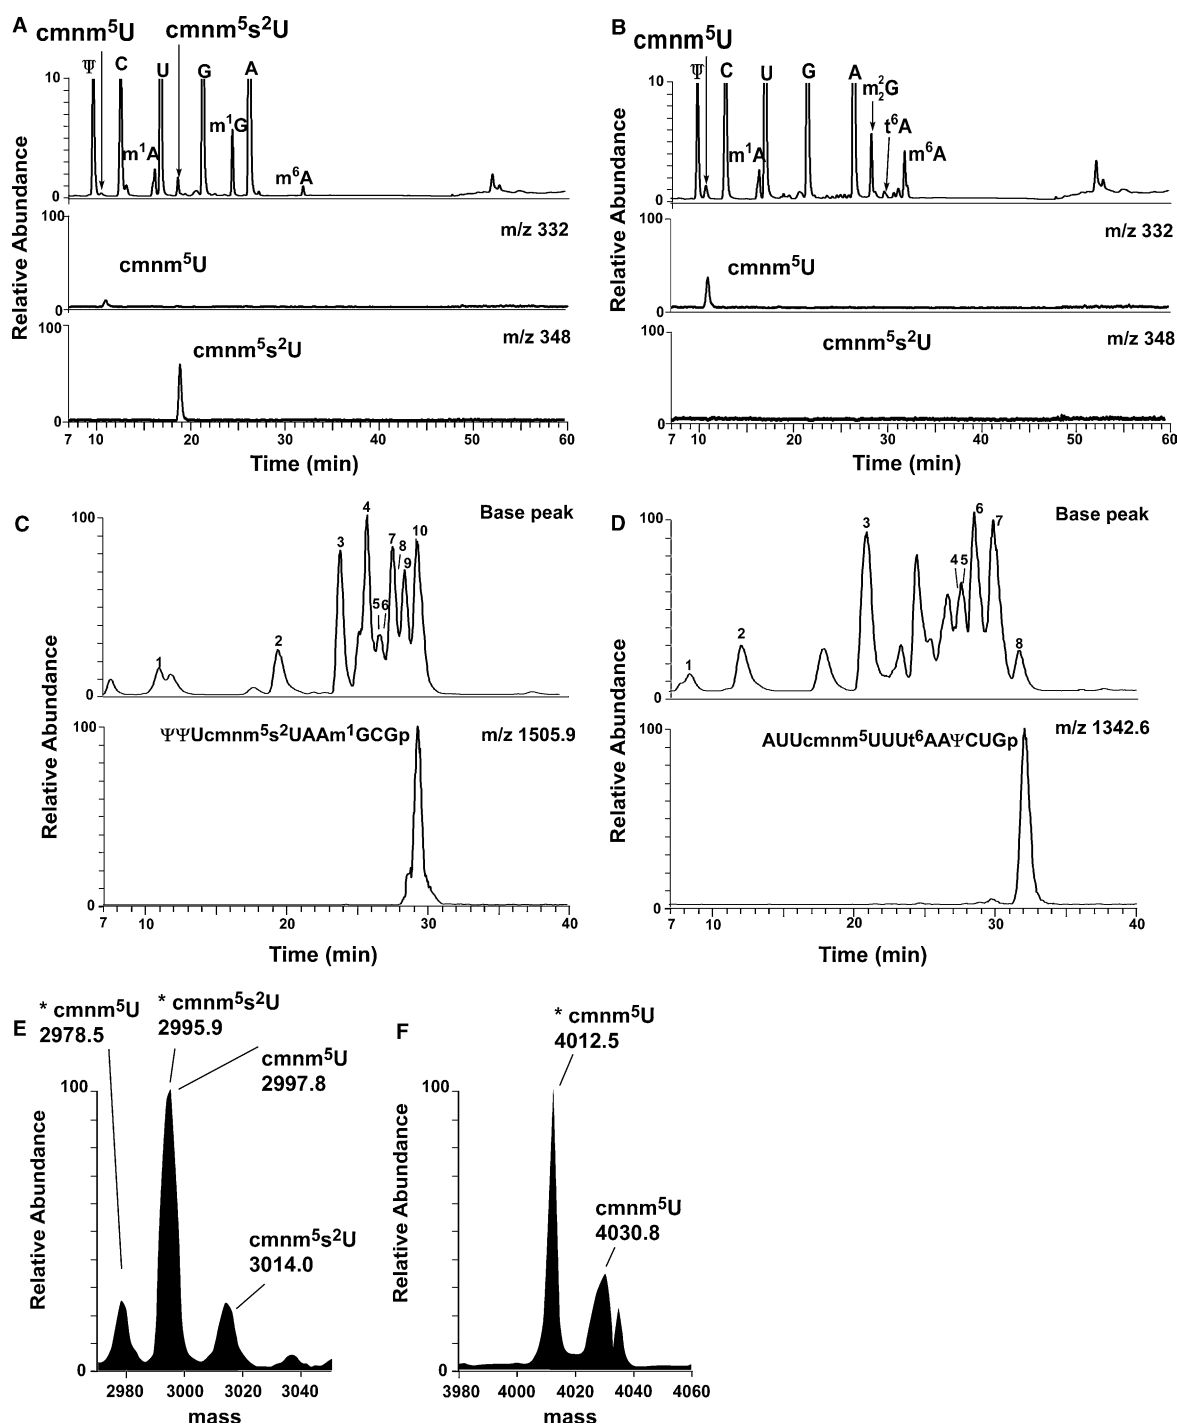 A
cmnm5U
cmnm5s2U
Ψ C U G A
m1A m1G m6A
10
0
Relative Abundance
100
m/z 332
cmnm5U
0
100
m/z 348
cmnm5s2U
0
7 10 20 30 40 50 60
Time (min)
B
cmnm5U
Ψ C U G A
m22G
t6A
m1A m6A
10
0
Relative Abundance
100
m/z 332
cmnm5U
0
100
m/z 348
cmnm5s2U
0
7 10 20 30 40 50 60
Time (min)
C
Base peak
100
1 2 3 4 5 6 7 8 9 10
0
Relative Abundance
100
ΨΨUcmnm5s2UAAm1GCGp m/z 1505.9
0
7 10 20 30 40
Time (min)
D
Base peak
100
1 2 3 4 5 6 7 8
0
Relative Abundance
100
m/z 1342.6
AUUcmnm5UUUt6AAΨCUGp
0
7 10 20 30 40
Time (min)
E
* cmnm5U
2978.5
* cmnm5s2U
2995.9
cmnm5U
2997.8
cmnm5s2U
3014.0
100
0
Relative Abundance
2980 3000 3020 3040
mass
F
* cmnm5U
4012.5
cmnm5U
4030.8
100
0
Relative Abundance
3980 4000 4020 4040 4060
mass